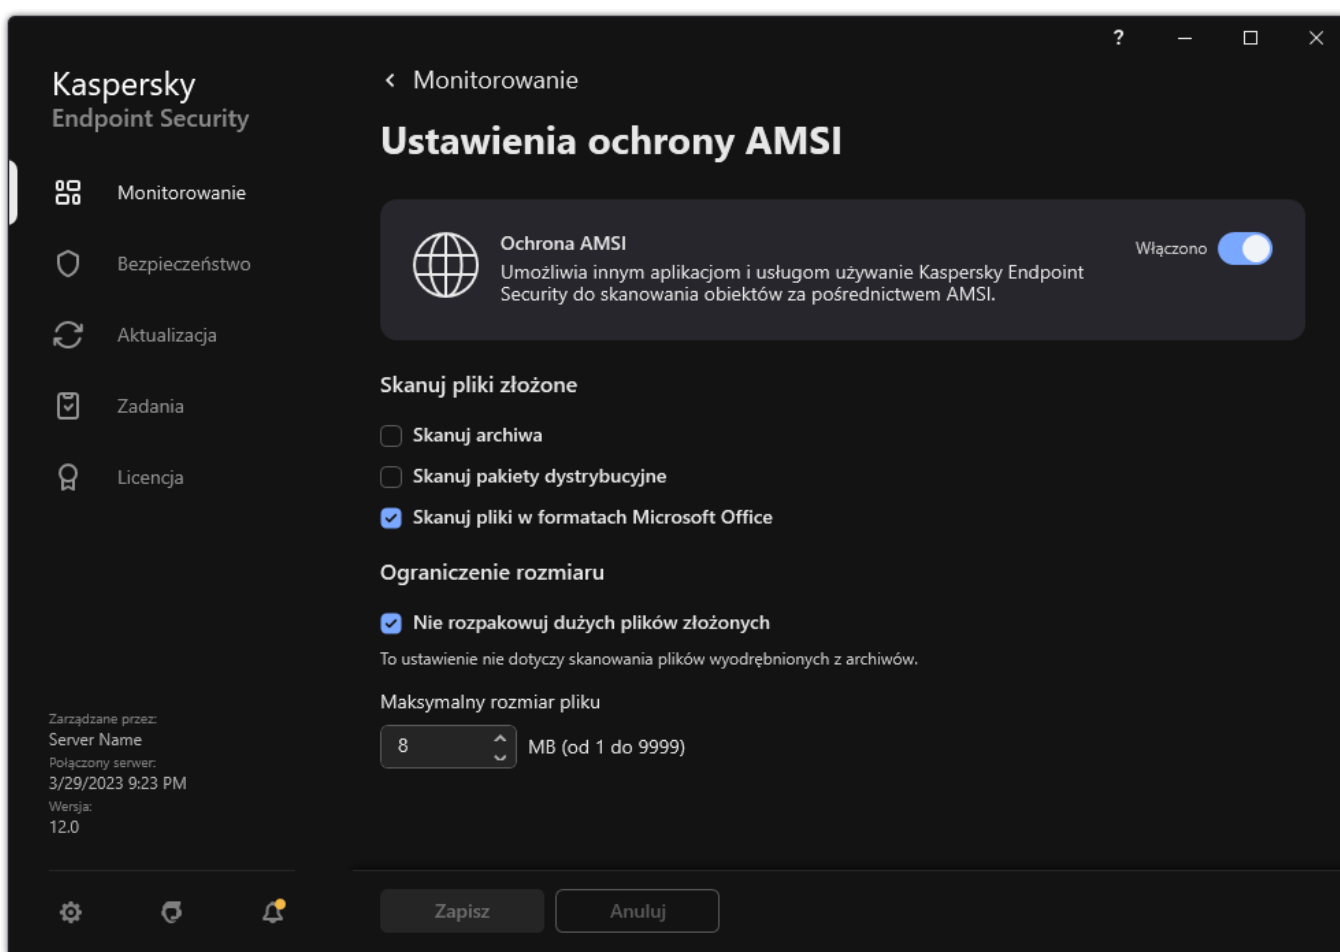 ?
Kaspersky
Endpoint Security
Monitorowanie
Bezpieczeństwo
Aktualizacja
Zadania
Licencja
Zarządzane przez:
Server Name
Połączony serwer:
3/29/2023 9:23 PM
Wersja:
12.0
Monitorowanie
Ustawienia ochrony AMSI
Ochrona AMSI
Umożliwia innym aplikacjom i usługom używanie Kaspersky Endpoint
Security do skanowania obiektów za pośrednictwem AMSI.
Włączono
Skanuj pliki złożone
Skanuj archiwa
Skanuj pakiety dystrybucyjne
Skanuj pliki w formatach Microsoft Office
Ograniczenie rozmiaru
Nie rozpakowuj dużych plików złożonych
To ustawienie nie dotyczy skanowania plików wyodrębnionych z archiwów.
Maksymalny rozmiar pliku
8 MB (od 1 do 9999)
Zapisz Anuluj